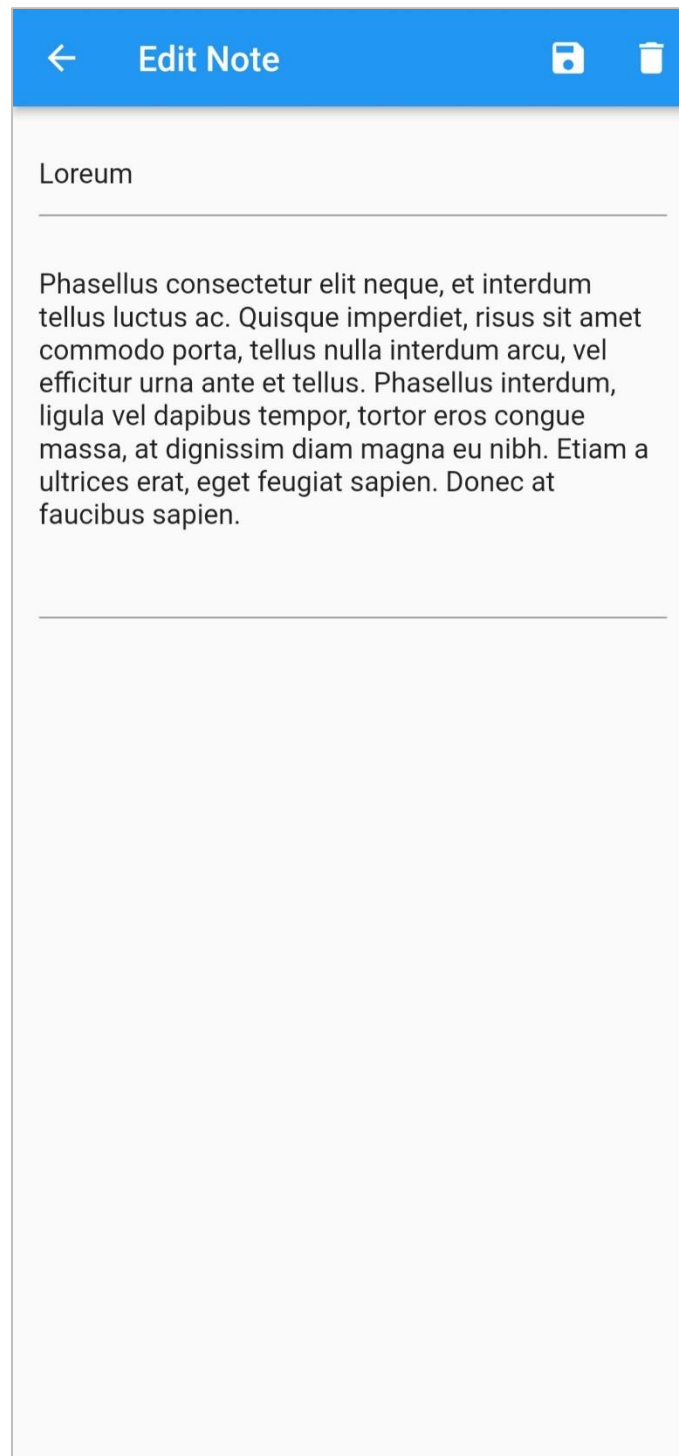 Edit Note
Loreum
Phasellus consectetur elit neque, et interdum
tellus luctus ac. Quisque imperdiet, risus sit amet
commodo porta, tellus nulla interdum arcu, vel
efficitur urna ante et tellus. Phasellus interdum,
ligula vel dapibus tempor, tortor eros congue
massa, at dignissim diam magna eu nibh. Etiam a
ultrices erat, eget feugiat sapien. Donec at
faucibus sapien.